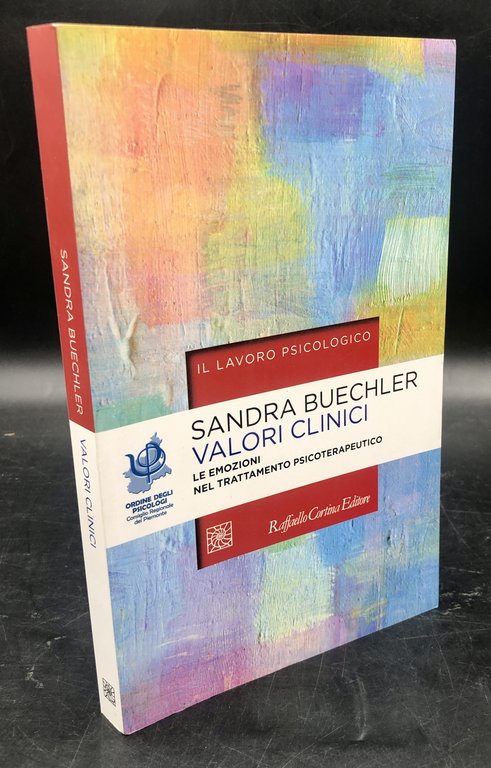 SANDRA BUECHLER
VALORI CLINICI
IL LAVORO PSICOLOGICO
SANDRA BUECHLER
VALORI CLINICI
LE EMOZIONI
NEL TRATTAMENTO PSICOTERAPEUTICO
ORDINE DEGLI
PSICOLOGI
Consiglio Regionale
del Piemonte
Raffaello Cortina Editore